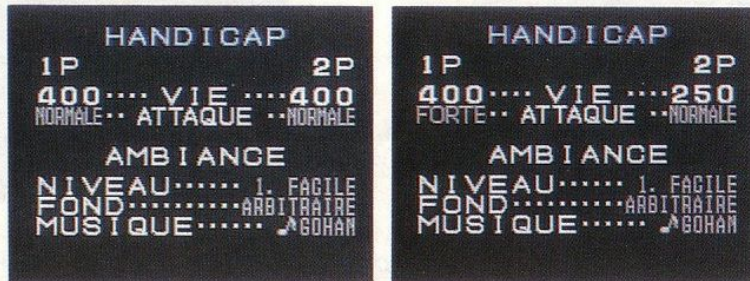 HANDICAP
1P 2P
400···· VIE ····400
NORMALE·· ATTAQUE ··NORMALE
AMBIANCE
NIVEAU······ 1. FACILE
FOND··········ARBITRAIRE
MUSIQUE······ ♪GOHAN
HANDICAP
1P 2P
400···· VIE ····250
FORTE·· ATTAQUE ··NORMALE
AMBIANCE
NIVEAU······ 1. FACILE
FOND··········ARBITRAIRE
MUSIQUE······ ♪GOHAN